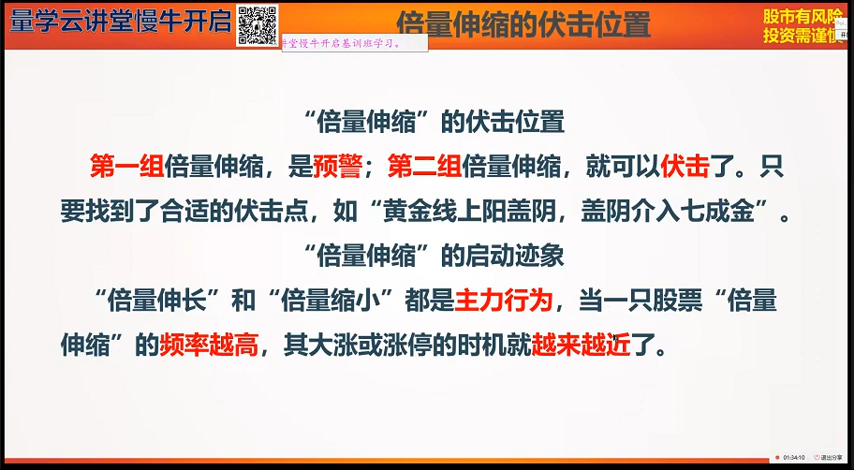 量学云讲堂慢牛开启
倍量伸缩的伏击位置
股市有风险
投资需谨慎
讲堂慢牛开启基训班学习。
“倍量伸缩”的伏击位置
第一组倍量伸缩，是预警；第二组倍量伸缩，就可以伏击了。只
要找到了合适的伏击点，如“黄金线上阳盖阴，盖阴介入七成金”。
“倍量伸缩”的启动迹象
“倍量伸长”和“倍量缩小”都是主力行为，当一只股票“倍量
伸缩”的频率越高，其大涨或涨停的时机就越来越近了。
01:34:10 退出分享